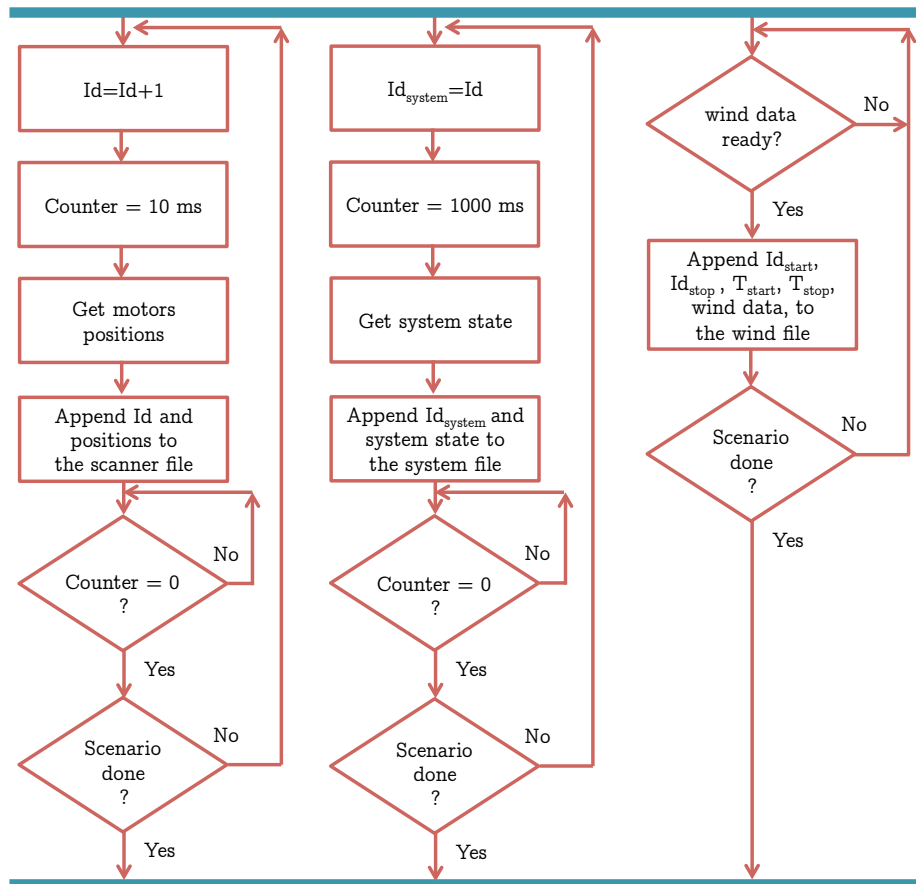 Id=Id+1
Counter = 10 ms
Get motors
positions
Append Id and
positions to
the scanner file
No
Counter = 0
?
Yes
No
Scenario
done
?
Yes
Idsystem=Id
Counter = 1000 ms
Get system state
Append Idsystem and
system state to
the system file
No
Counter = 0
?
Yes
No
Scenario
done
?
Yes
No
wind data
ready?
Yes
Append Idstart,
Idstop, Tstart, Tstop,
wind data, to
the wind file
No
Scenario
done
?
Yes